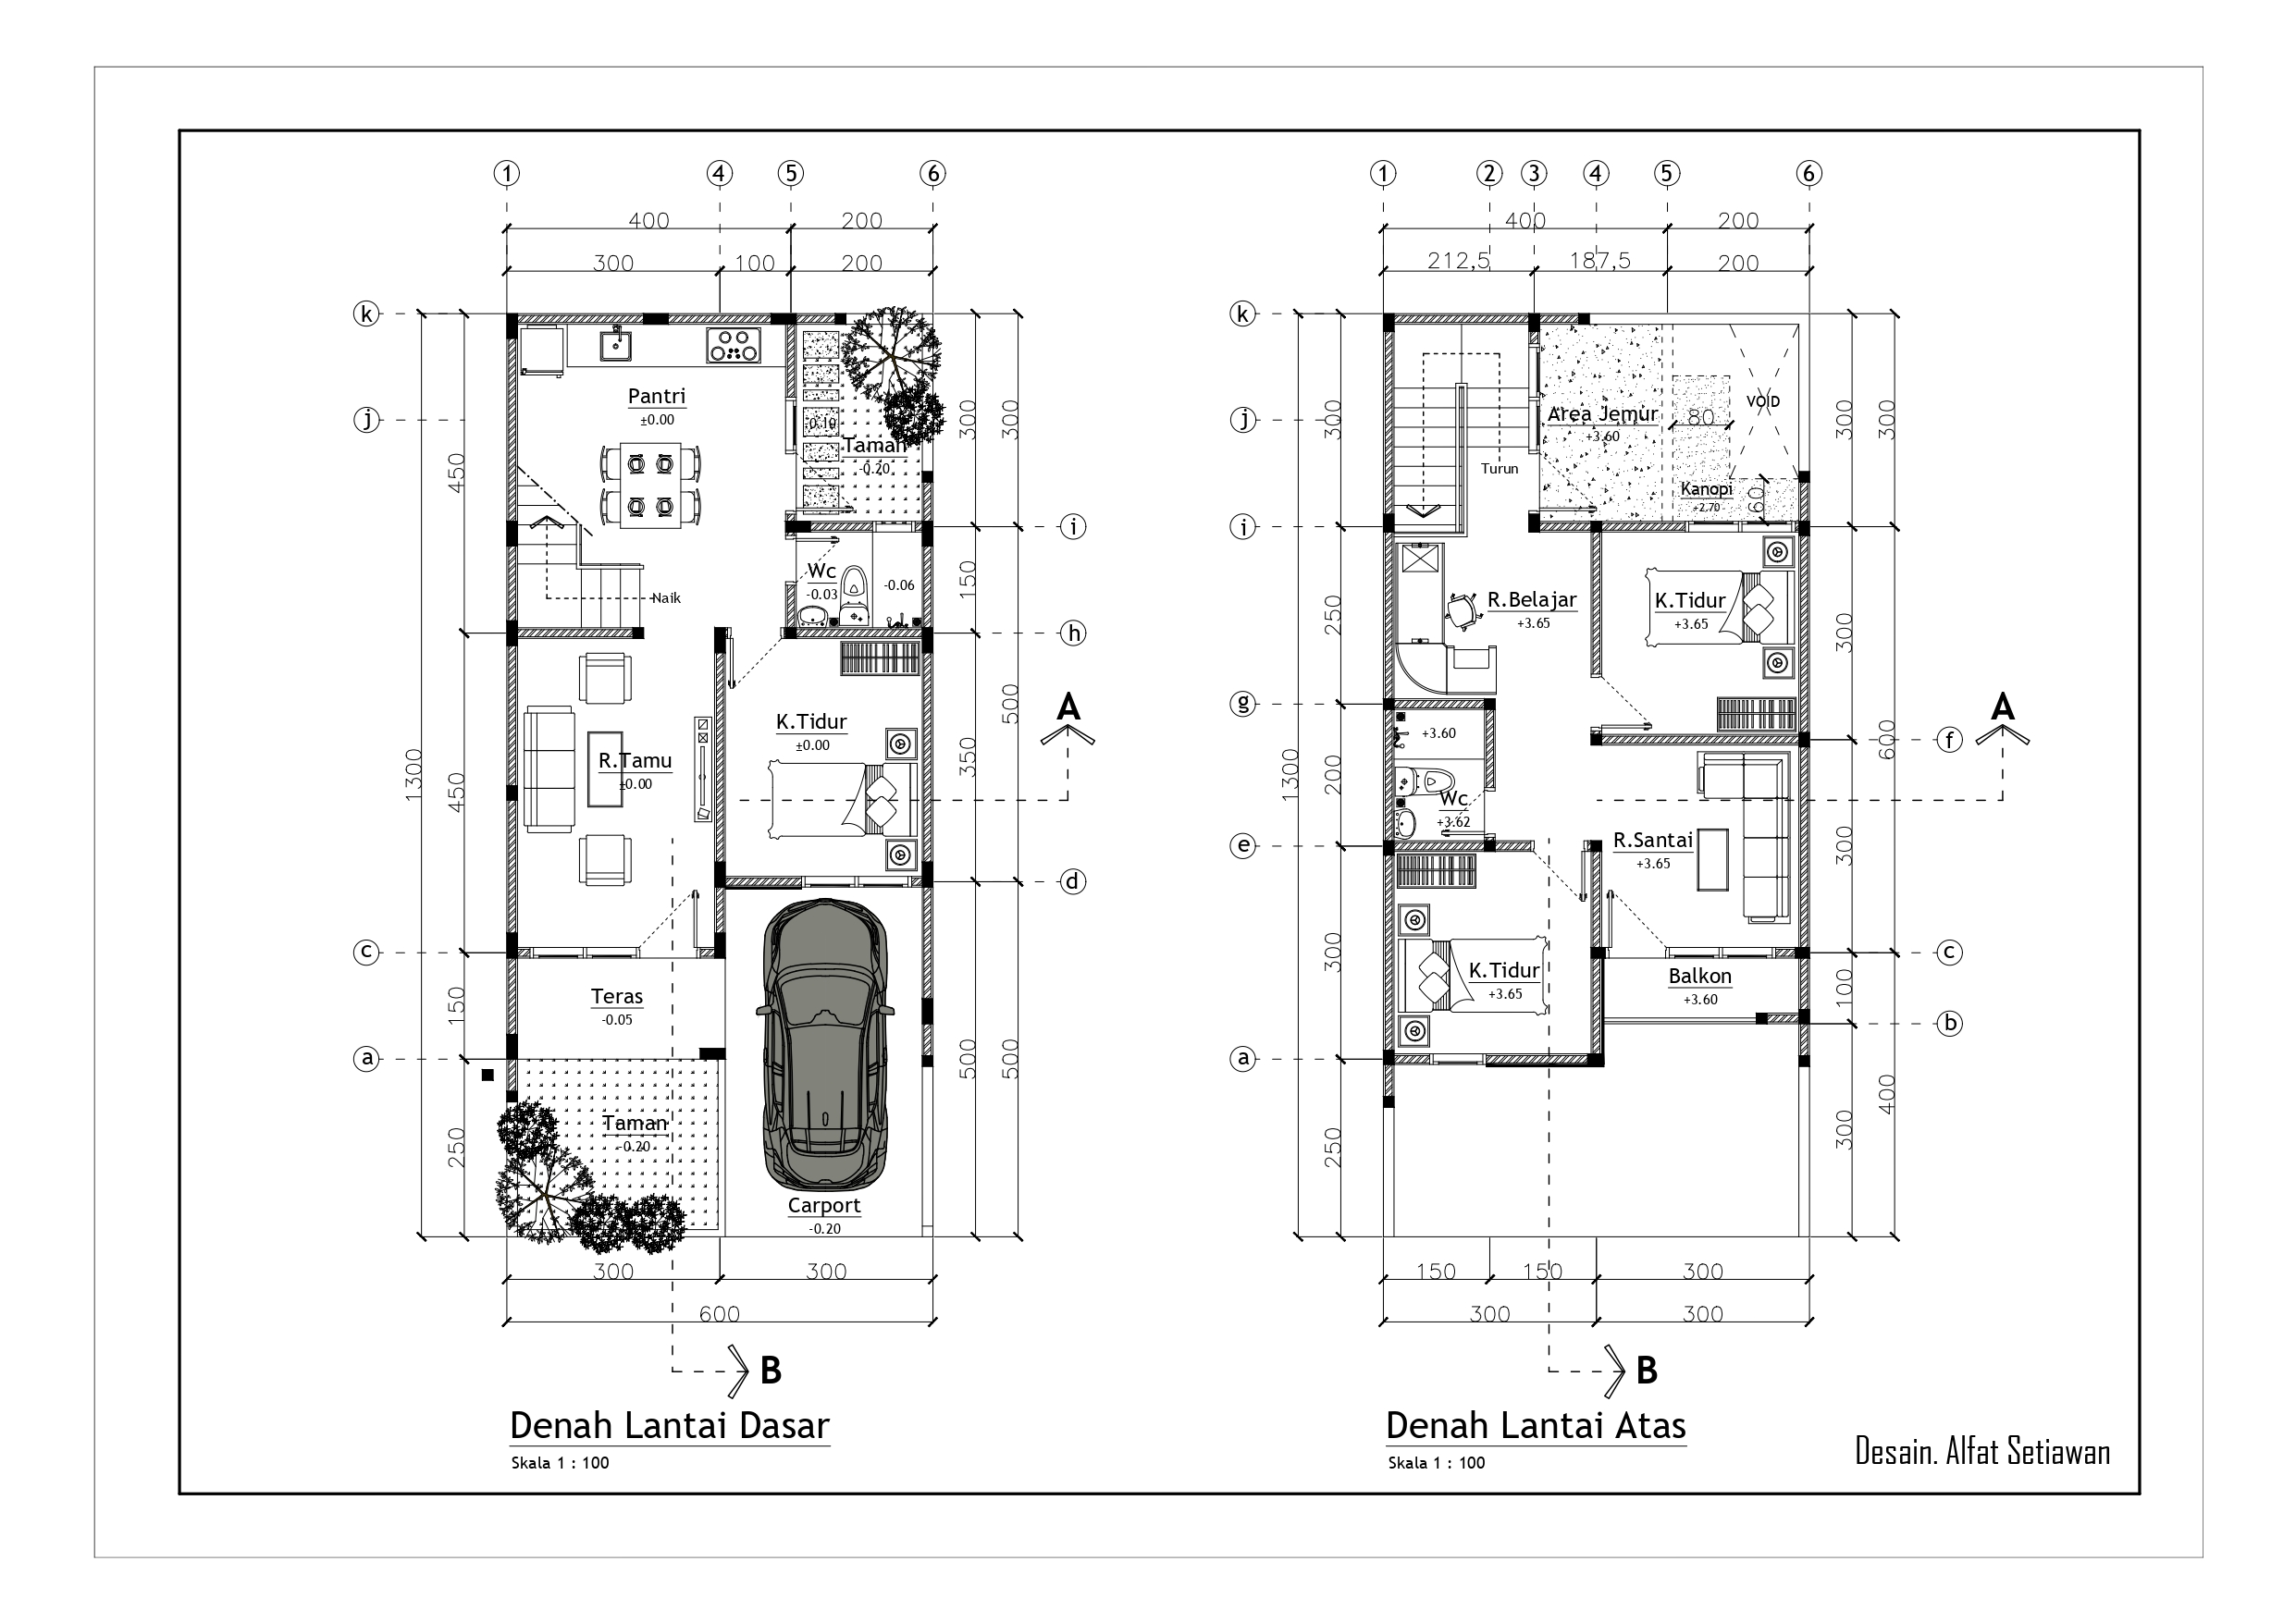 1 4 5 6
400 200
300 100 200
k
j
i
h
d
c
a
1300
450
450
150
250
300
150
350
500
300
500
500
Pantri
±0.00
-0.10
Taman
-0.20
Wc
-0.03
-0.06
Naik
K.Tidur
±0.00
R.Tamu
±0.00
A
Teras
-0.05
Taman
-0.20
Carport
-0.20
300 300
600
B
Denah Lantai Dasar
Skala 1 : 100
1 2 3 4 5 6
400 200
212,5 187,5 200
k
j
i
g
e
a
f
c
b
1300
300
250
200
300
250
300
300
300
100
300
300
600
400
Area Jemur
+3.60
80
VOID
Turun
Kanopi
+2.70
60
R.Belajar
+3.65
K.Tidur
+3.65
+3.60
Wc
+3.62
A
R.Santai
+3.65
K.Tidur
+3.65
Balkon
+3.60
150 150 300
300 300
B
Denah Lantai Atas
Skala 1 : 100
Desain. Alfat Setiawan